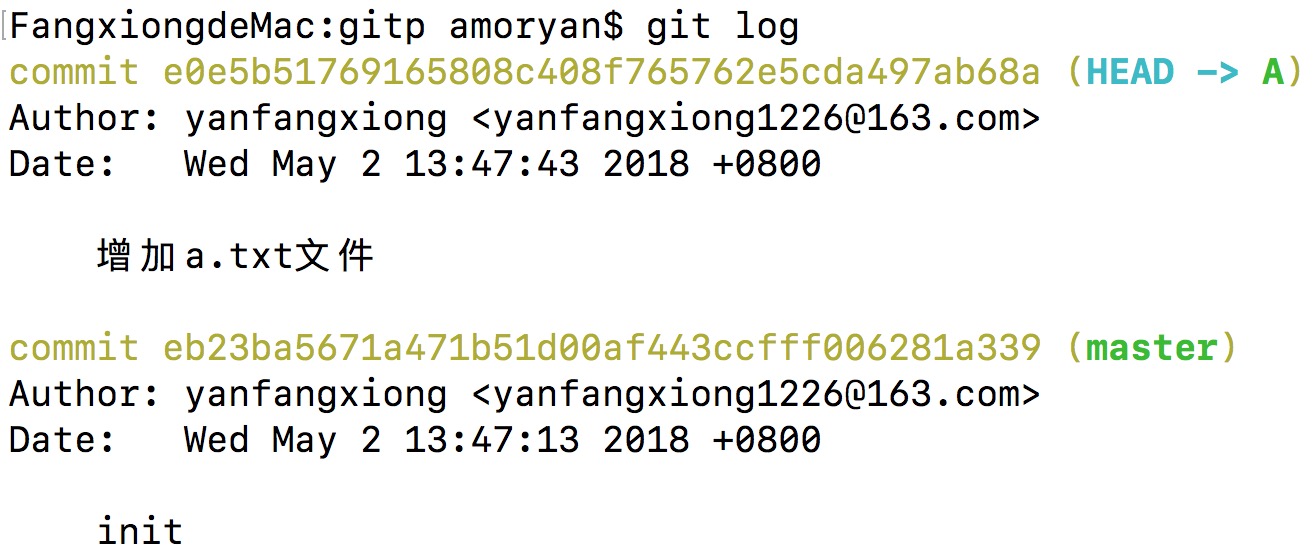 FangxiongdeMac:gitp amoryan$ git log
commit e0e5b51769165808c408f765762e5cda497ab68a (HEAD -> A)
Author: yanfangxiong <yanfangxiong1226@163.com>
Date:   Wed May 2 13:47:43 2018 +0800
增加a.txt文件
commit eb23ba5671a471b51d00af443ccfff006281a339 (master)
Author: yanfangxiong <yanfangxiong1226@163.com>
Date:   Wed May 2 13:47:13 2018 +0800
init